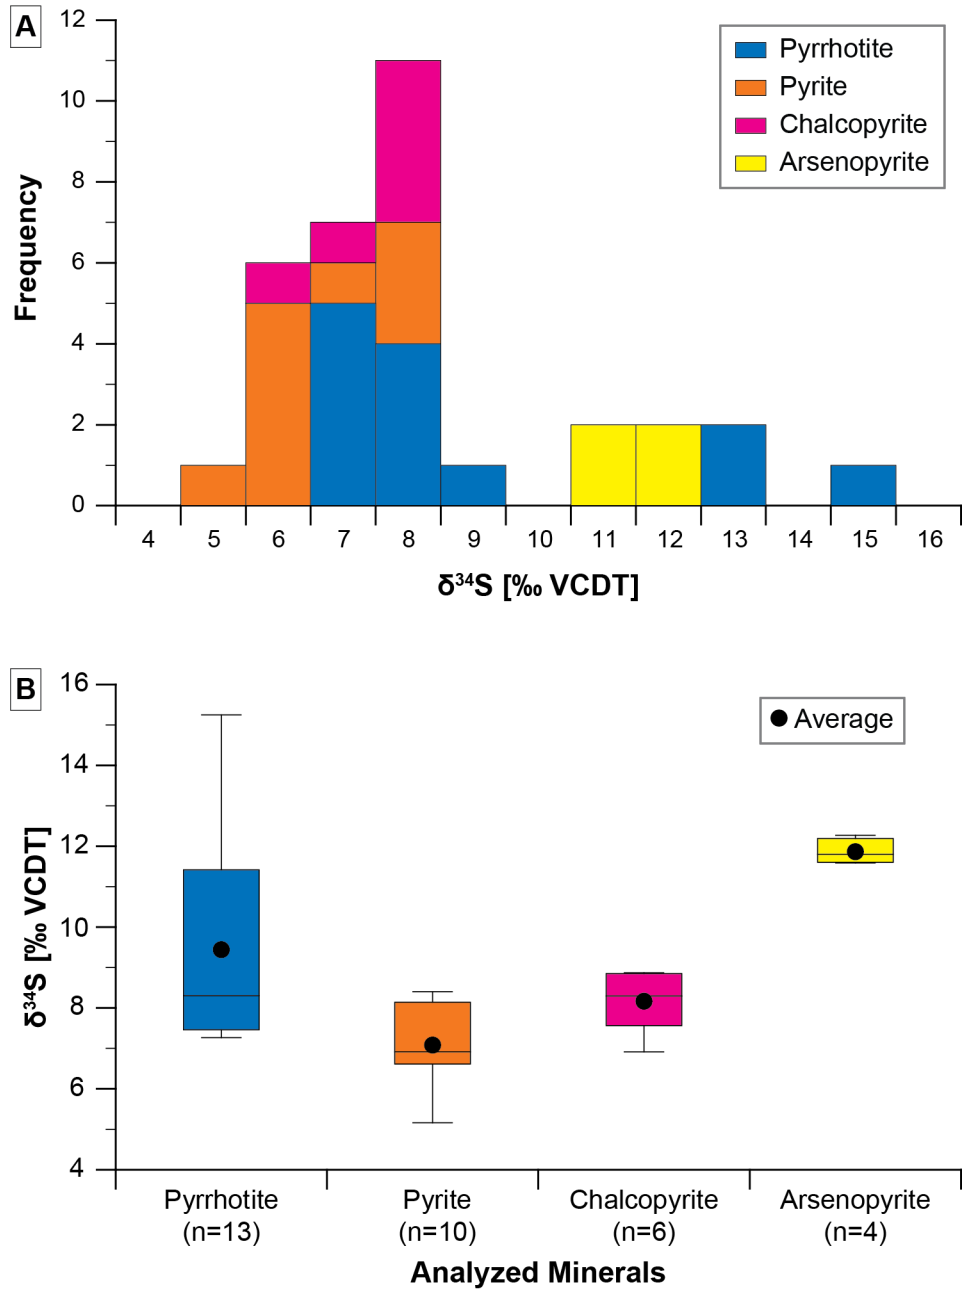 A
12
10
8
6
4
2
0
Frequency
Pyrrhotite
Pyrite
Chalcopyrite
Arsenopyrite
4 5 6 7 8 9 10 11 12 13 14 15 16
δ³⁴S [‰ VCDT]
B
16
14
12
10
8
6
4
δ³⁴S [‰ VCDT]
Average
Pyrrhotite Pyrite Chalcopyrite Arsenopyrite
(n=13) (n=10) (n=6) (n=4)
Analyzed Minerals